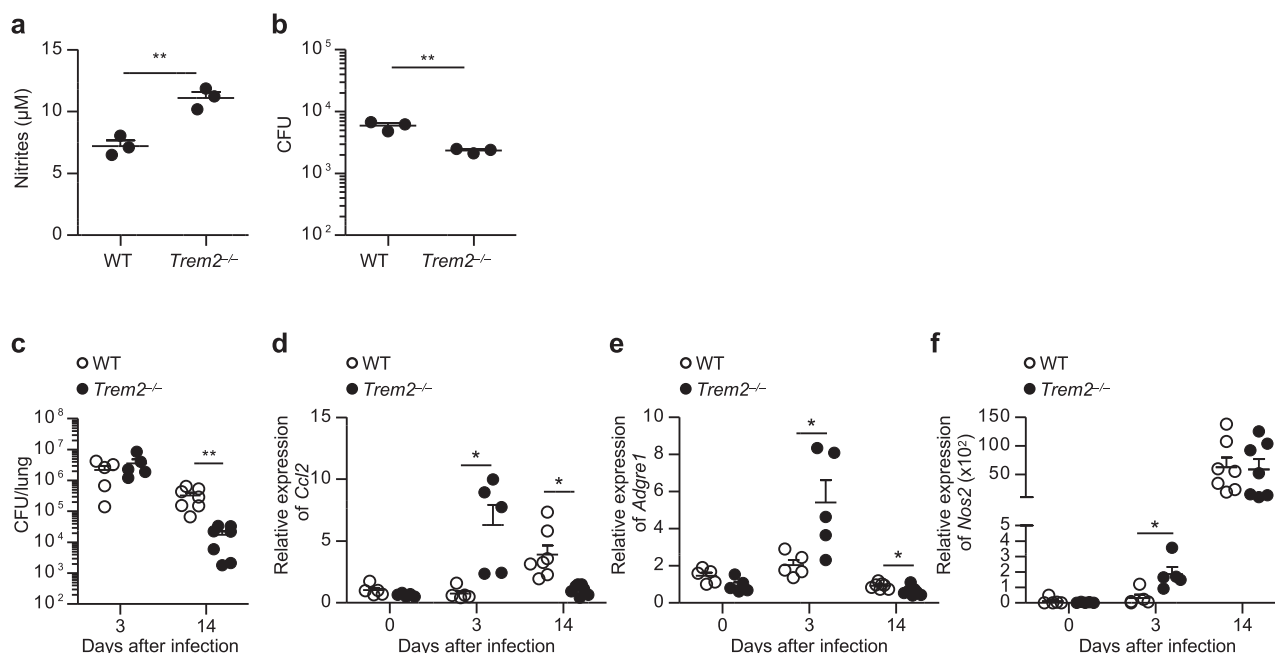 a
Nitrites (µM)
15
10
5
0
**
WT
Trem2–/–
b
CFU
10^5
10^4
10^3
10^2
**
WT
Trem2–/–
c
WT
Trem2–/–
CFU/lung
10^8
10^7
10^6
10^5
10^4
10^3
10^2
**
3
14
Days after infection
d
WT
Trem2–/–
Relative expression
of Ccl2
15
10
5
0
*
*
0
3
14
Days after infection
e
WT
Trem2–/–
Relative expression
of Adgre1
10
8
6
4
2
0
*
*
0
3
14
Days after infection
f
WT
Trem2–/–
Relative expression
of Nos2 (x10²)
150
100
50
5
4
3
2
1
0
*
0
3
14
Days after infection